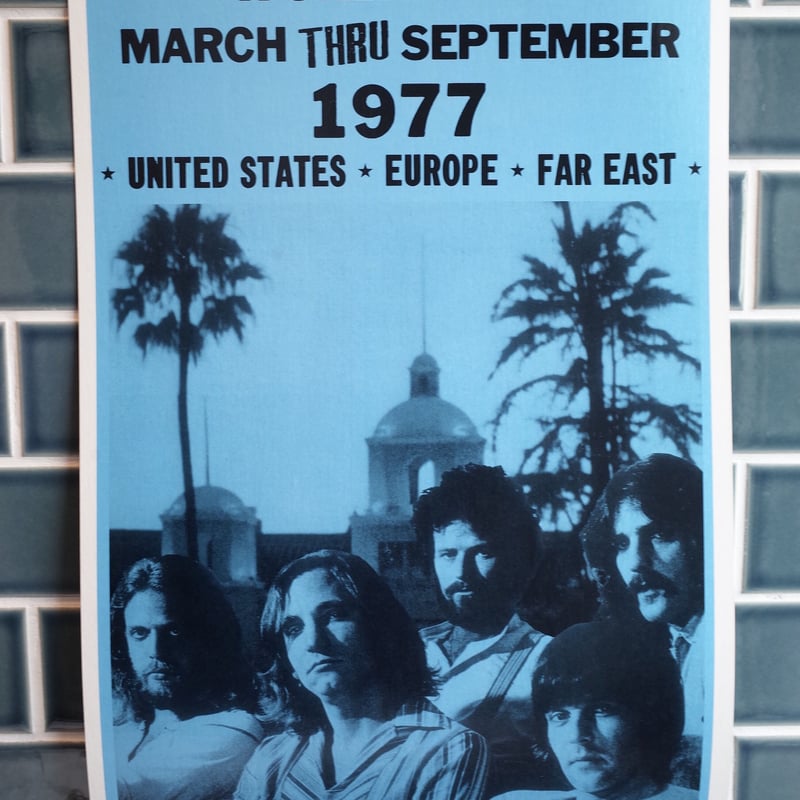 MARCH THRU SEPTEMBER
1977
★ UNITED STATES ★ EUROPE ★ FAR EAST ★